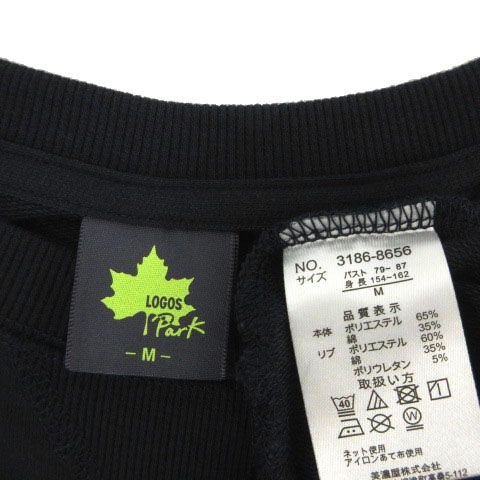 LOGOS
Park
- M -
NO. 3186-8656
サイズ バスト 79- 87
身長 154-162
M
品質表示
本体 ポリエステル 65%
綿 35%
リブ ポリエステル 60%
綿 35%
ポリウレタン 5%
取扱い方
40
ネット使用
アイロンあて布使用
美濃屋株式会社
5-112